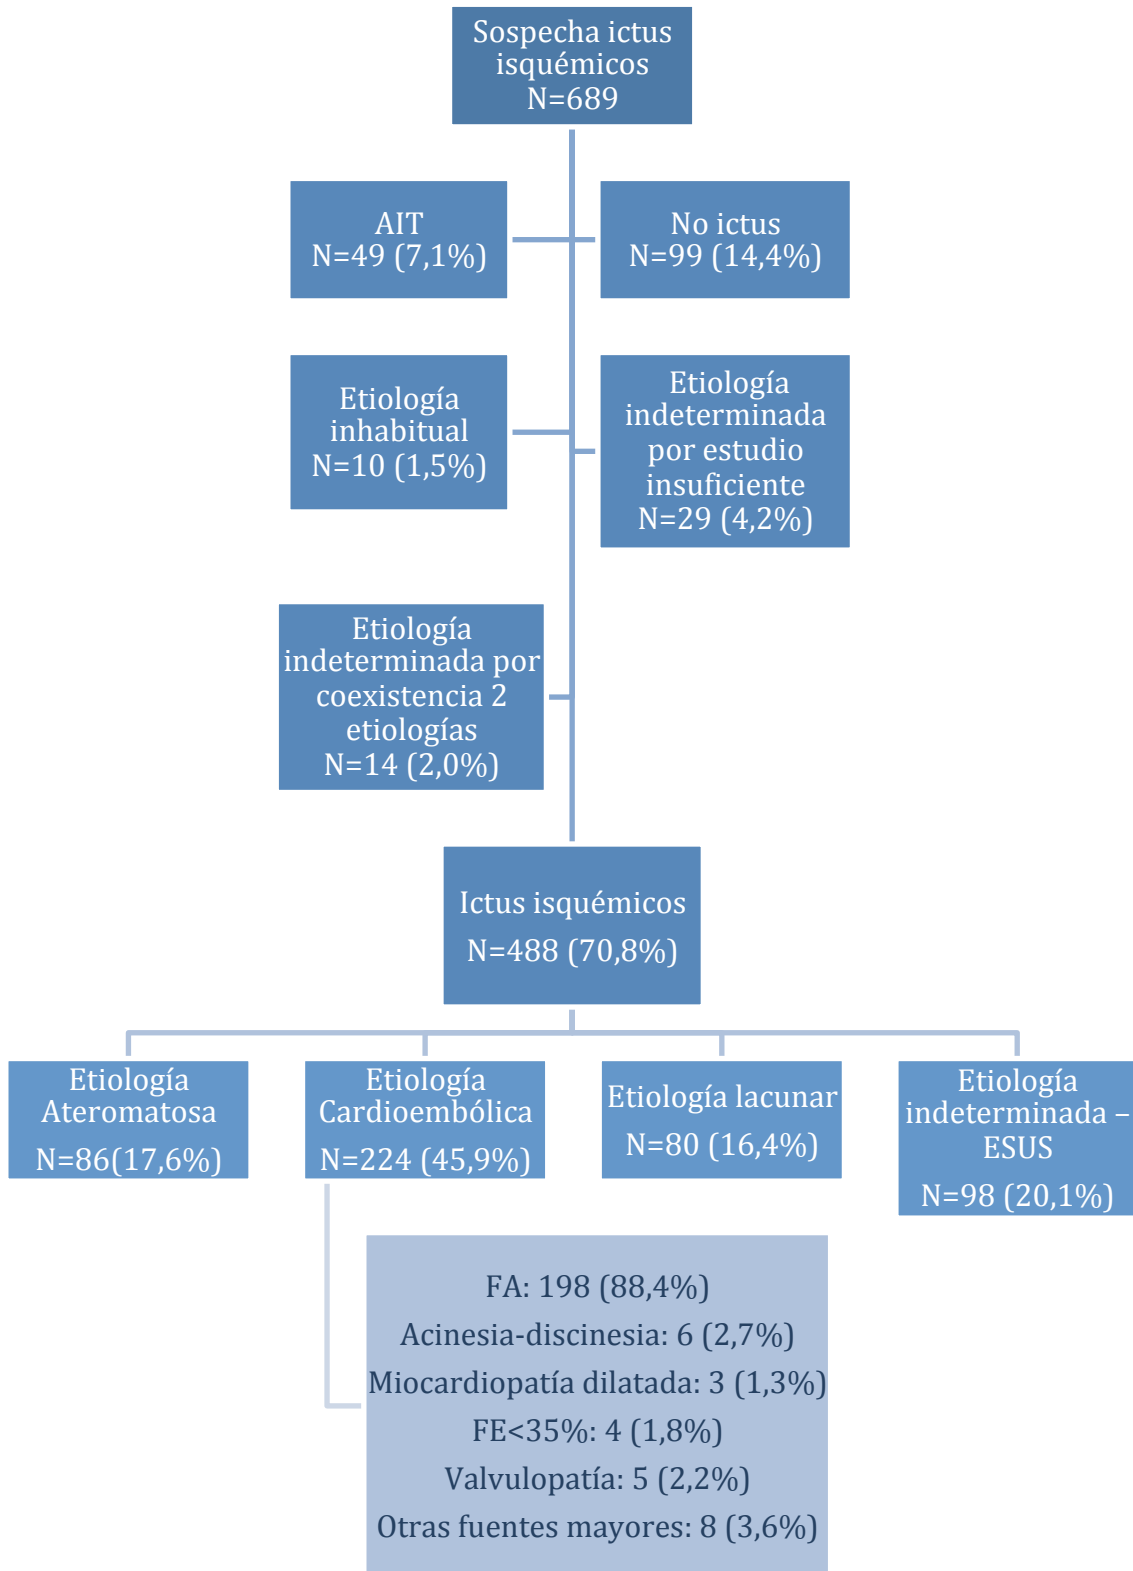 Sospecha ictus
isquémicos
N=689
AIT
N=49 (7,1%)
No ictus
N=99 (14,4%)
Etiología
inhabitual
N=10 (1,5%)
Etiología
indeterminada
por estudio
insuficiente
N=29 (4,2%)
Etiología
indeterminada por
coexistencia 2
etiologías
N=14 (2,0%)
Ictus isquémicos
N=488 (70,8%)
Etiología
Ateromatosa
N=86(17,6%)
Etiología
Cardioembólica
N=224 (45,9%)
Etiología lacunar
N=80 (16,4%)
Etiología
indeterminada –
ESUS
N=98 (20,1%)
FA: 198 (88,4%)
Acinesia-discinesia: 6 (2,7%)
Miocardiopatía dilatada: 3 (1,3%)
FE<35%: 4 (1,8%)
Valvulopatía: 5 (2,2%)
Otras fuentes mayores: 8 (3,6%)